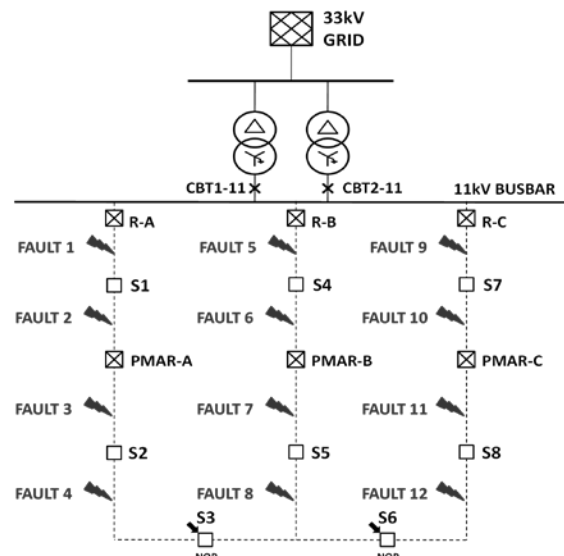 33kV
GRID
CBT1-11
CBT2-11
11kV BUSBAR
R-A
R-B
R-C
FAULT 1
FAULT 5
FAULT 9
S1
S4
S7
FAULT 2
FAULT 6
FAULT 10
PMAR-A
PMAR-B
PMAR-C
FAULT 3
FAULT 7
FAULT 11
S2
S5
S8
FAULT 4
FAULT 8
FAULT 12
S3
S6
NOP
NOP